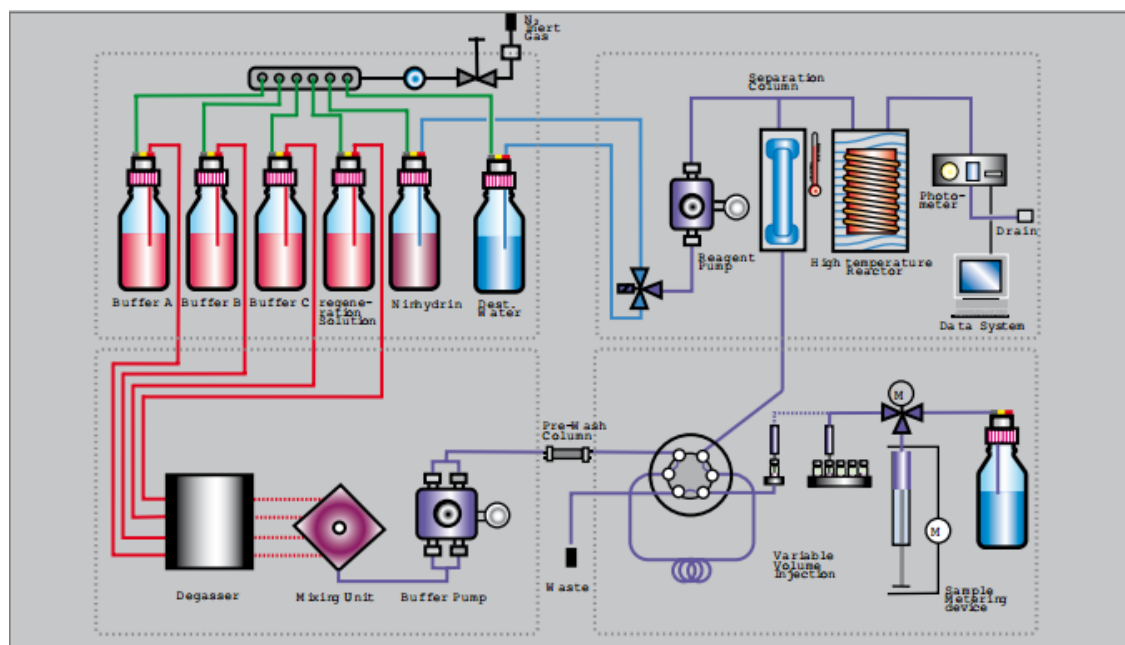 N₂
Inert
Gas
Separation
Column
Reagent
Pump
High temperature
Reactor
Photo-
meter
Drain
Data System
Buffer A
Buffer B
Buffer C
regene-
ration
Solution
Ninhydrin
Dest.
Water
Pre-Wash
Column
M
M
Degasser
Mixing Unit
Buffer Pump
Waste
Variable
Volume
Injection
Sample
Metering
device